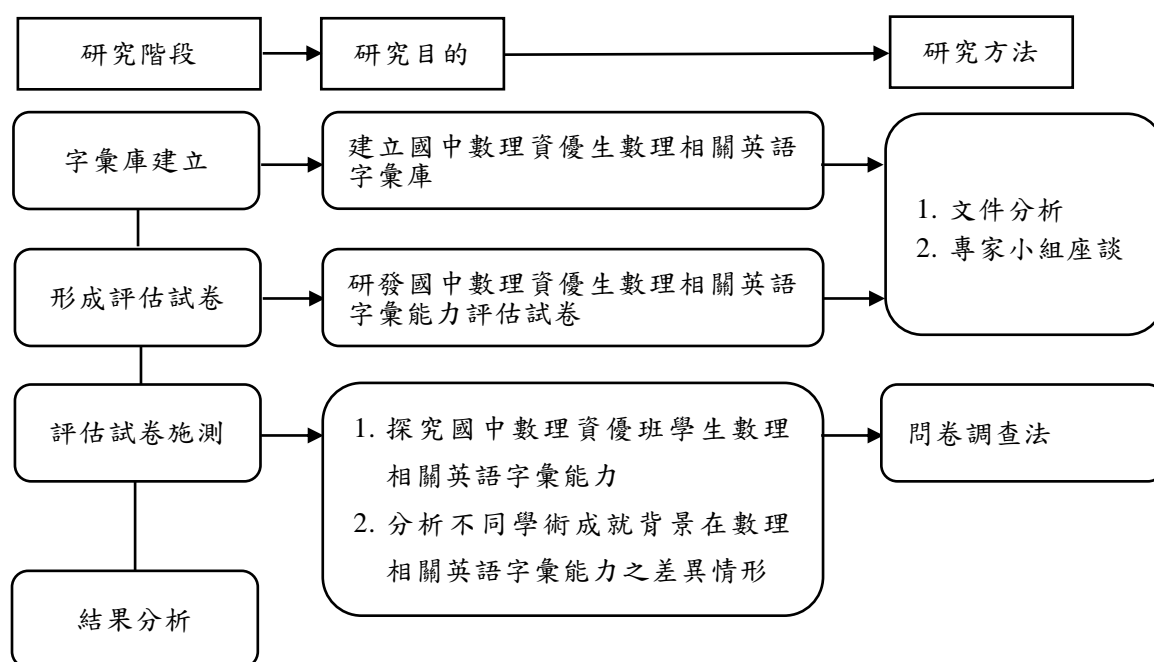 研究階段
研究目的
研究方法
字彙庫建立
建立國中數理資優生數理相關英語
字彙庫
1. 文件分析
2. 專家小組座談
形成評估試卷
研發國中數理資優生數理相關英語
字彙能力評估試卷
評估試卷施測
1. 探究國中數理資優班學生數理
相關英語字彙能力
2. 分析不同學術成就背景在數理
相關英語字彙能力之差異情形
問卷調查法
結果分析